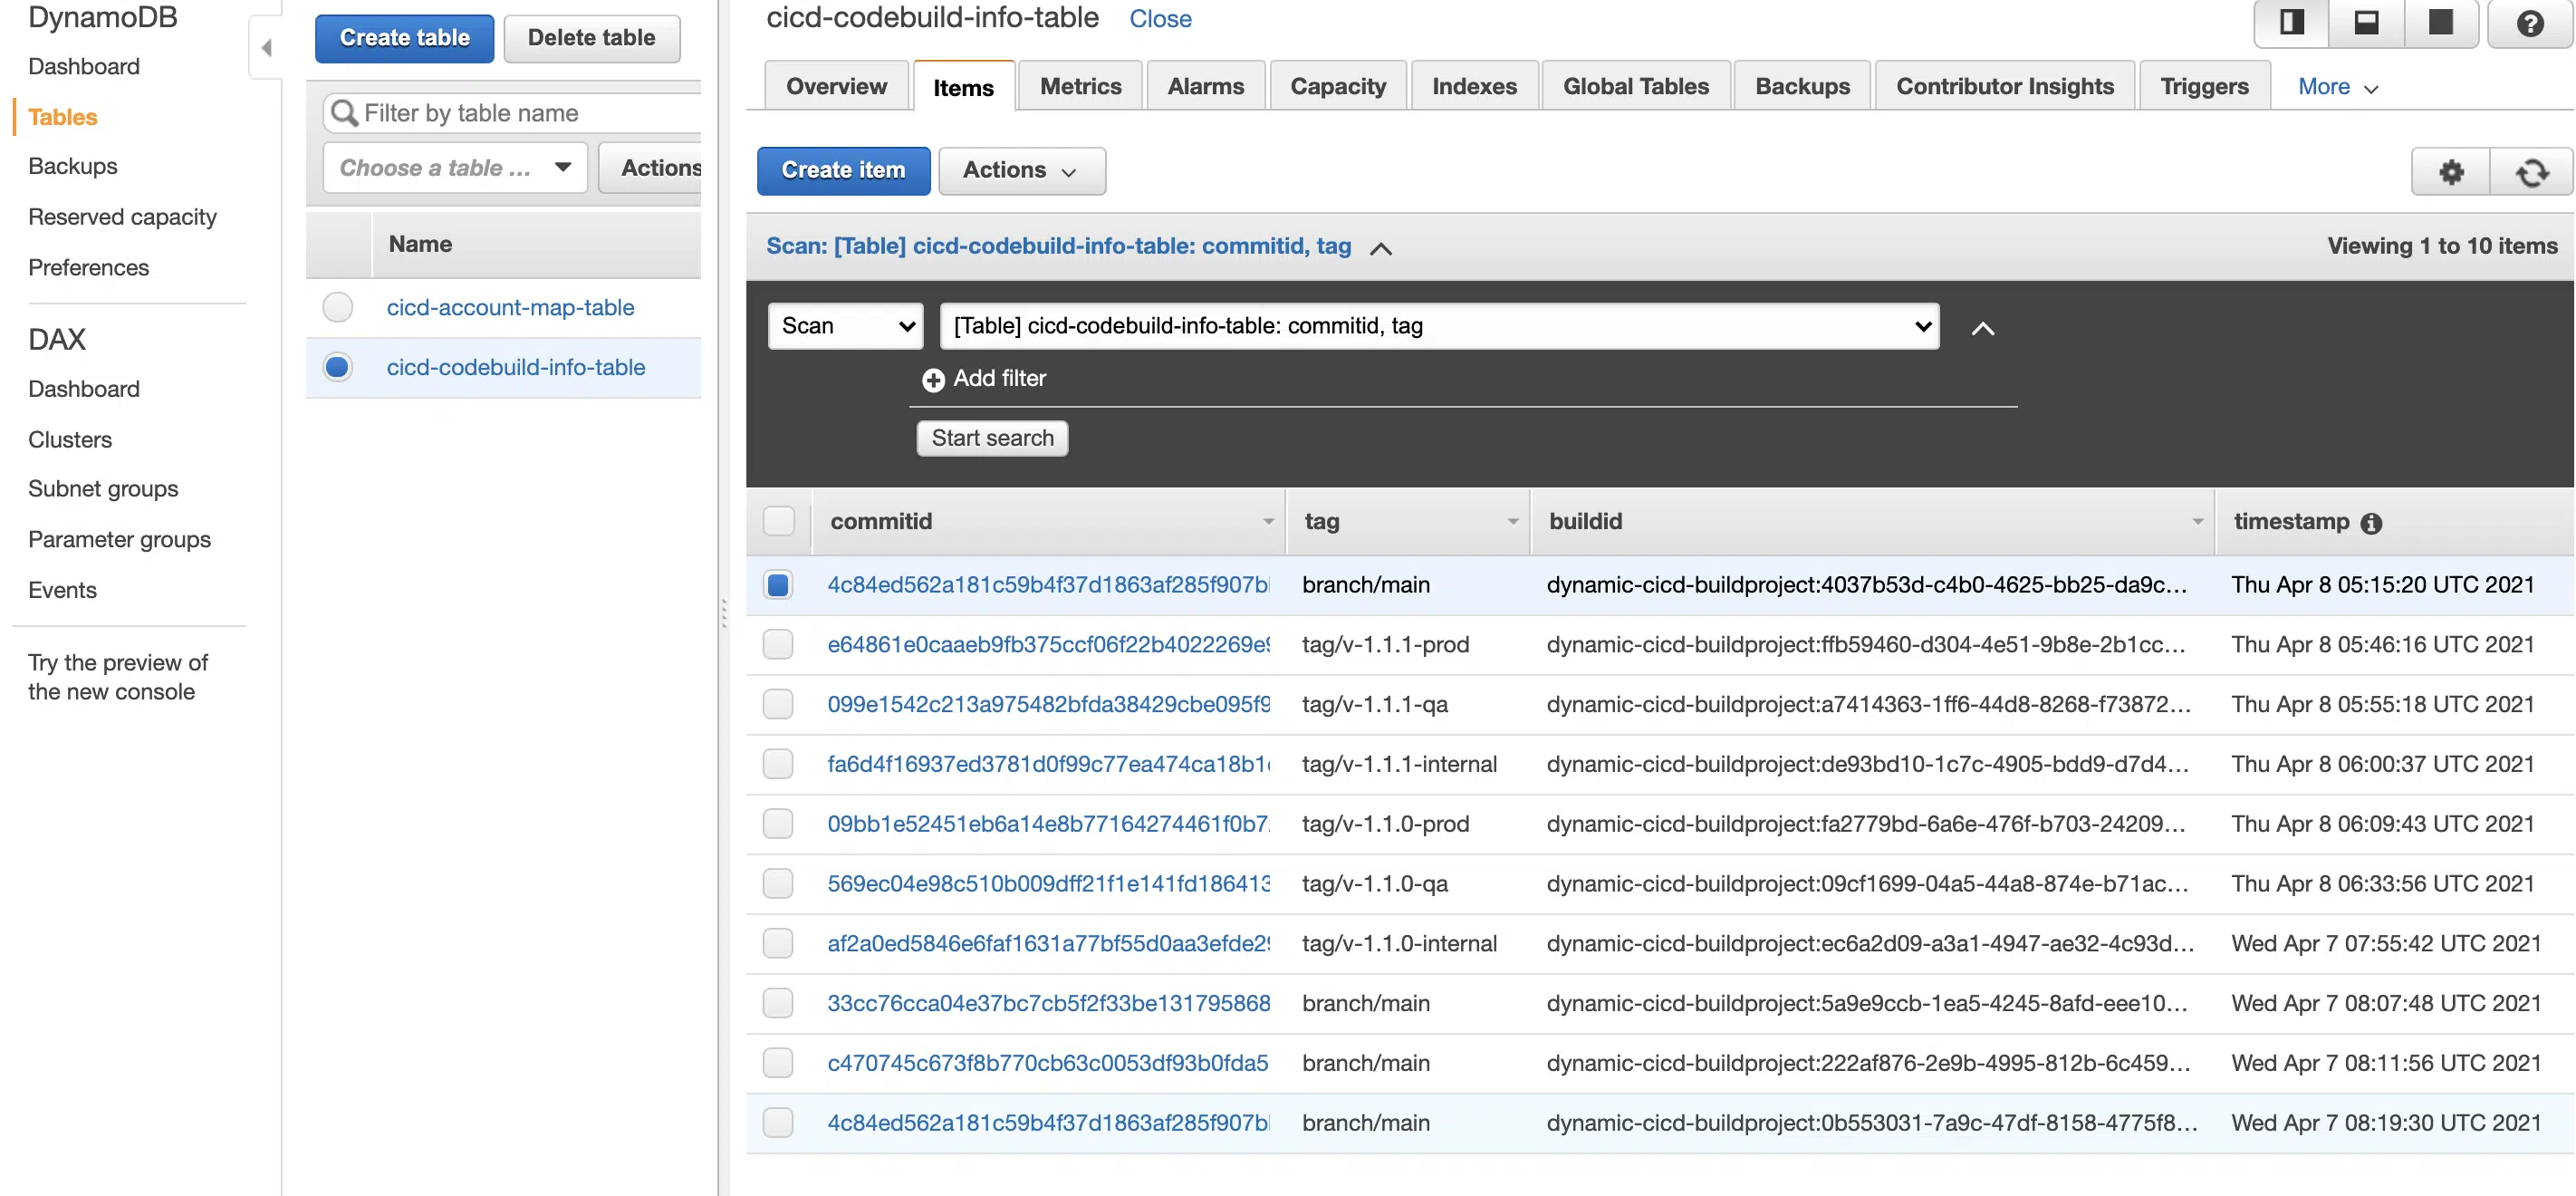 DynamoDB
Dashboard
Tables
Backups
Reserved capacity
Preferences
DAX
Dashboard
Clusters
Subnet groups
Parameter groups
Events
Try the preview of
the new console
Create table Delete table
Filter by table name
Choose a table ... Actions
Name
cicd-account-map-table
cicd-codebuild-info-table
cicd-codebuild-info-table Close
Overview Items Metrics Alarms Capacity Indexes Global Tables Backups Contributor Insights Triggers More
Create item Actions
Scan: [Table] cicd-codebuild-info-table: commitid, tag Viewing 1 to 10 items
Scan [Table] cicd-codebuild-info-table: commitid, tag
Add filter
Start search
commitid tag buildid timestamp
4c84ed562a181c59b4f37d1863af285f907b branch/main dynamic-cicd-buildproject:4037b53d-c4b0-4625-bb25-da9c... Thu Apr 8 05:15:20 UTC 2021
e64861e0caaeb9fb375ccf06f22b4022269e9 tag/v-1.1.1-prod dynamic-cicd-buildproject:ffb59460-d304-4e51-9b8e-2b1cc... Thu Apr 8 05:46:16 UTC 2021
099e1542c213a975482bfda38429cbe095f9 tag/v-1.1.1-qa dynamic-cicd-buildproject:a7414363-1ff6-44d8-8268-f73872... Thu Apr 8 05:55:18 UTC 2021
fa6d4f16937ed3781d0f99c77ea474ca18b1 tag/v-1.1.1-internal dynamic-cicd-buildproject:de93bd10-1c7c-4905-bdd9-d7d4... Thu Apr 8 06:00:37 UTC 2021
09bb1e52451eb6a14e8b77164274461f0b7 tag/v-1.1.0-prod dynamic-cicd-buildproject:fa2779bd-6a6e-476f-b703-24209... Thu Apr 8 06:09:43 UTC 2021
569ec04e98c510b009dff21f1e141fd186413 tag/v-1.1.0-qa dynamic-cicd-buildproject:09cf1699-04a5-44a8-874e-b71ac... Thu Apr 8 06:33:56 UTC 2021
af2a0ed5846e6faf1631a77bf55d0aa3efde29 tag/v-1.1.0-internal dynamic-cicd-buildproject:ec6a2d09-a3a1-4947-ae32-4c93d... Wed Apr 7 07:55:42 UTC 2021
33cc76cca04e37bc7cb5f2f33be131795868 branch/main dynamic-cicd-buildproject:5a9e9ccb-1ea5-4245-8afd-eee10... Wed Apr 7 08:07:48 UTC 2021
c470745c673f8b770cb63c0053df93b0fda5 branch/main dynamic-cicd-buildproject:222af876-2e9b-4995-812b-6c459... Wed Apr 7 08:11:56 UTC 2021
4c84ed562a181c59b4f37d1863af285f907b branch/main dynamic-cicd-buildproject:0b553031-7a9c-47df-8158-4775f8... Wed Apr 7 08:19:30 UTC 2021